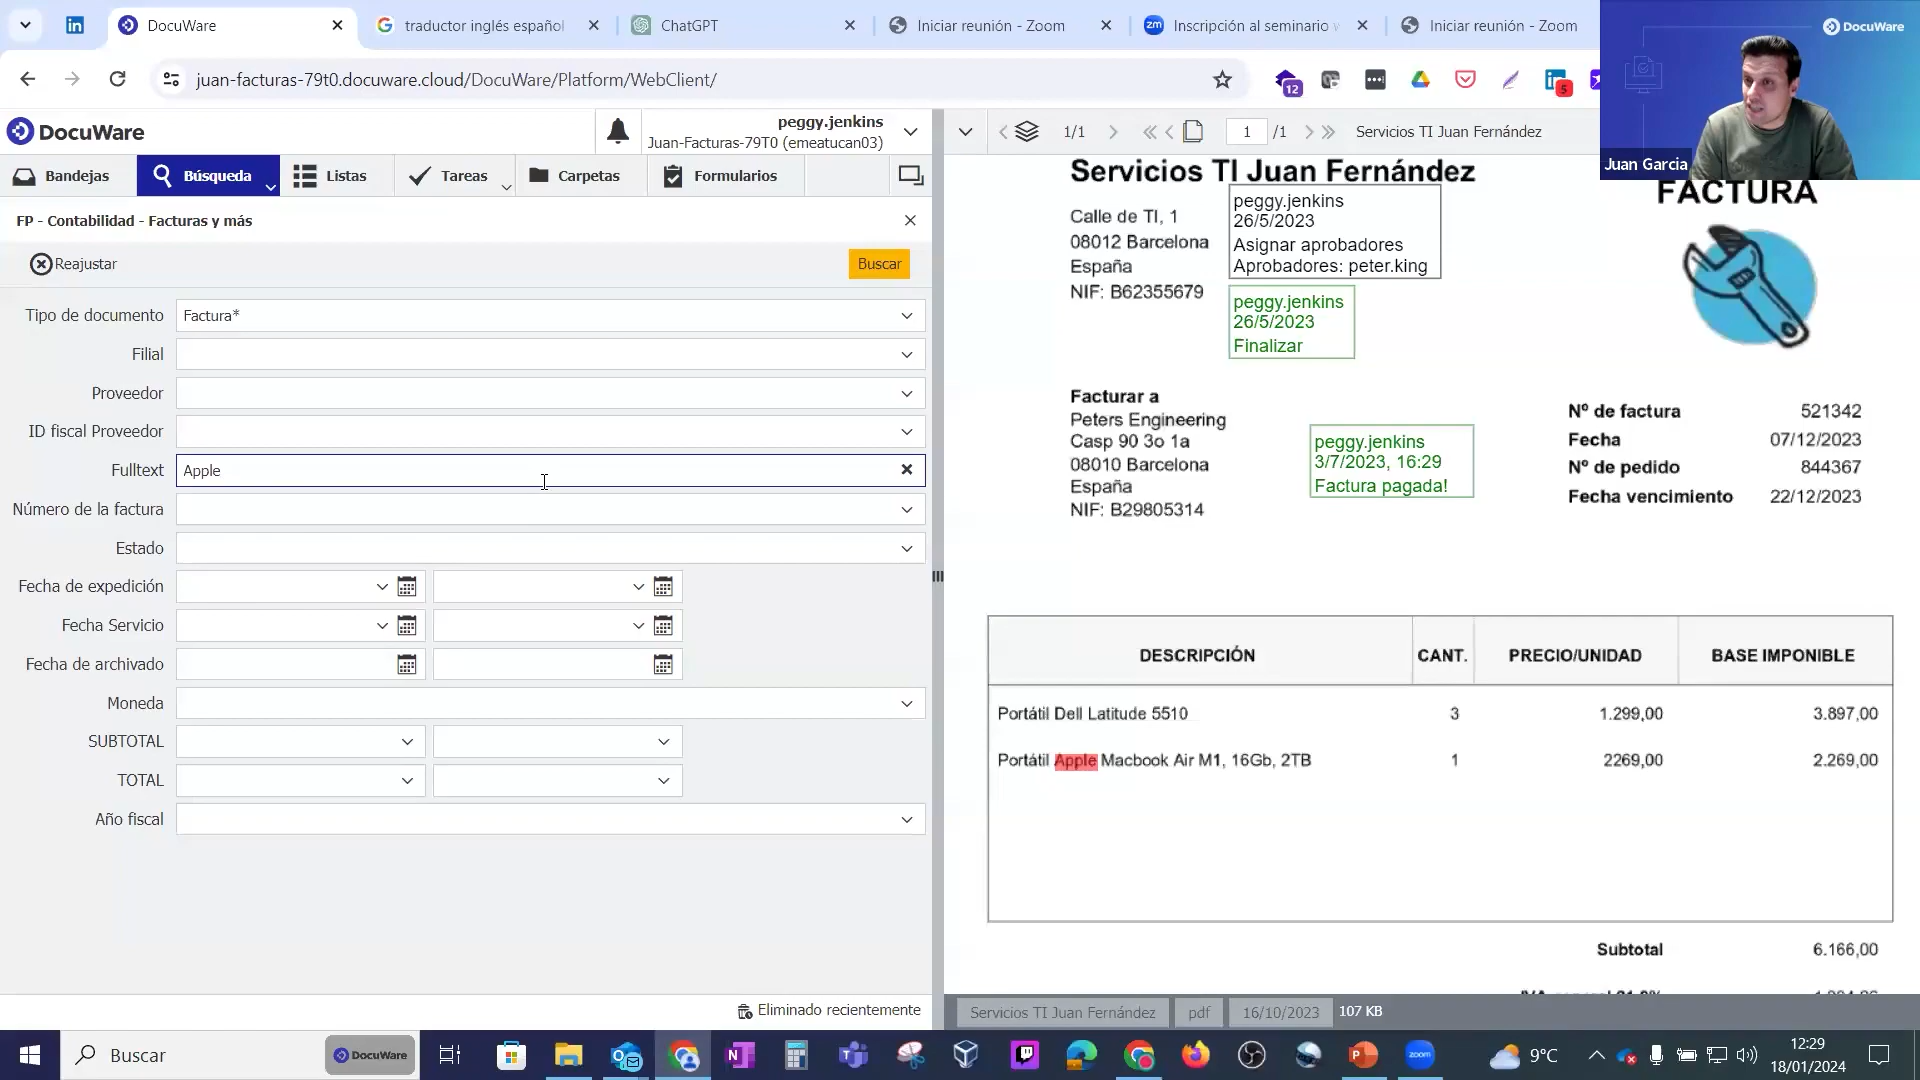 DocuWare
traductor inglés español
ChatGPT
Iniciar reunión - Zoom
zm
Inscripción al seminario
Iniciar reunión - Zoom
juan-facturas-79t0.docuware.cloud/DocuWare/Platform/WebClient/
12
5
DocuWare
Juan Garcia
DocuWare
peggy.jenkins
Juan-Facturas-79T0 (emeatucan03)
1/1
1
/1
Servicios TI Juan Fernández
Bandejas
Búsqueda
Listas
Tareas
Carpetas
Formularios
FP - Contabilidad - Facturas y más
Reajustar
Buscar
Tipo de documento
Factura*
Filial
Proveedor
ID fiscal Proveedor
Fulltext
Apple
Número de la factura
Estado
Fecha de expedición
Fecha Servicio
Fecha de archivado
Moneda
SUBTOTAL
TOTAL
Año fiscal
Eliminado recientemente
Servicios TI Juan Fernández
FACTURA
Calle de TI, 1
08012 Barcelona
España
NIF: B62355679
peggy.jenkins
26/5/2023
Asignar aprobadores
Aprobadores: peter.king
peggy.jenkins
26/5/2023
Finalizar
Facturar a
Peters Engineering
Casp 90 3o 1a
08010 Barcelona
España
NIF: B29805314
peggy.jenkins
3/7/2023, 16:29
Factura pagada!
Nº de factura 521342
Fecha 07/12/2023
Nº de pedido 844367
Fecha vencimiento 22/12/2023
DESCRIPCIÓN CANT. PRECIO/UNIDAD BASE IMPONIBLE
Portátil Dell Latitude 5510 3 1.299,00 3.897,00
Portátil Apple Macbook Air M1, 16Gb, 2TB 1 2269,00 2.269,00
Subtotal 6.166,00
Servicios TI Juan Fernández
pdf
16/10/2023
107 KB
Buscar
DocuWare
zoom
9°C
12:29
18/01/2024